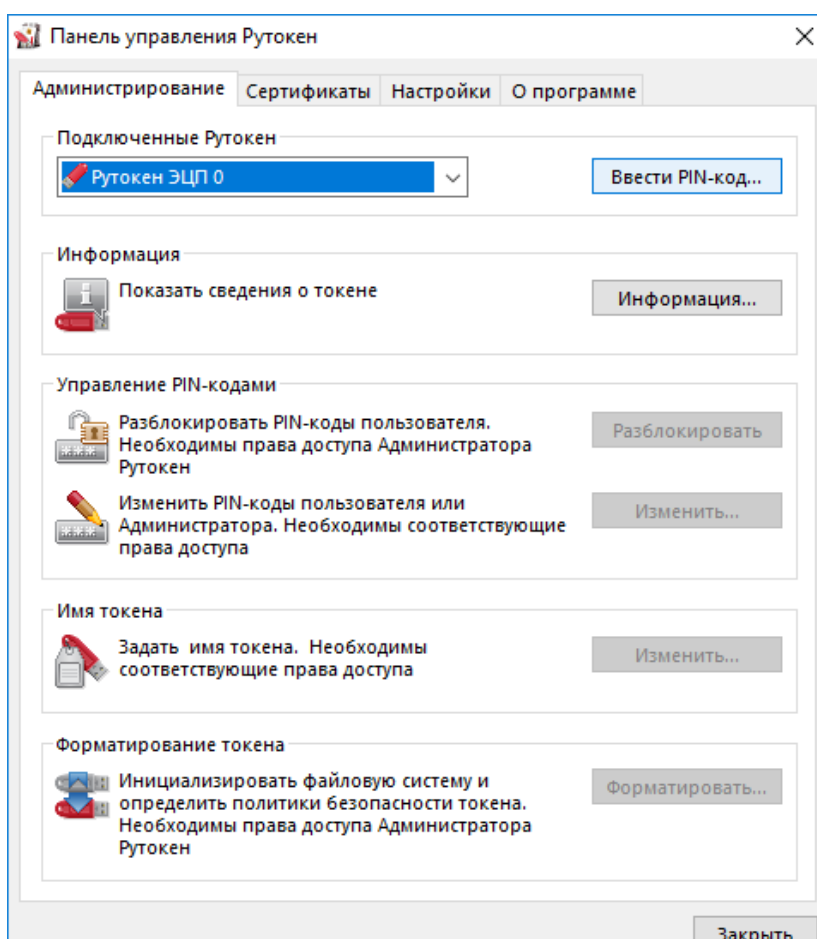 Панель управления Рутокен
Администрирование
Сертификаты
Настройки
О программе
Подключенные Рутокен
Рутокен ЭЦП 0
Ввести PIN-код...
Информация
Показать сведения о токене
Информация...
Управление PIN-кодами
Разблокировать PIN-коды пользователя.
Необходимы права доступа Администратора
Рутокен
Разблокировать
Изменить PIN-коды пользователя или
Администратора. Необходимы соответствующие
права доступа
Изменить...
Имя токена
Задать имя токена. Необходимы
соответствующие права доступа
Изменить...
Форматирование токена
Инициализировать файловую систему и
определить политики безопасности токена.
Необходимы права доступа Администратора
Рутокен
Форматировать...
Закрыть